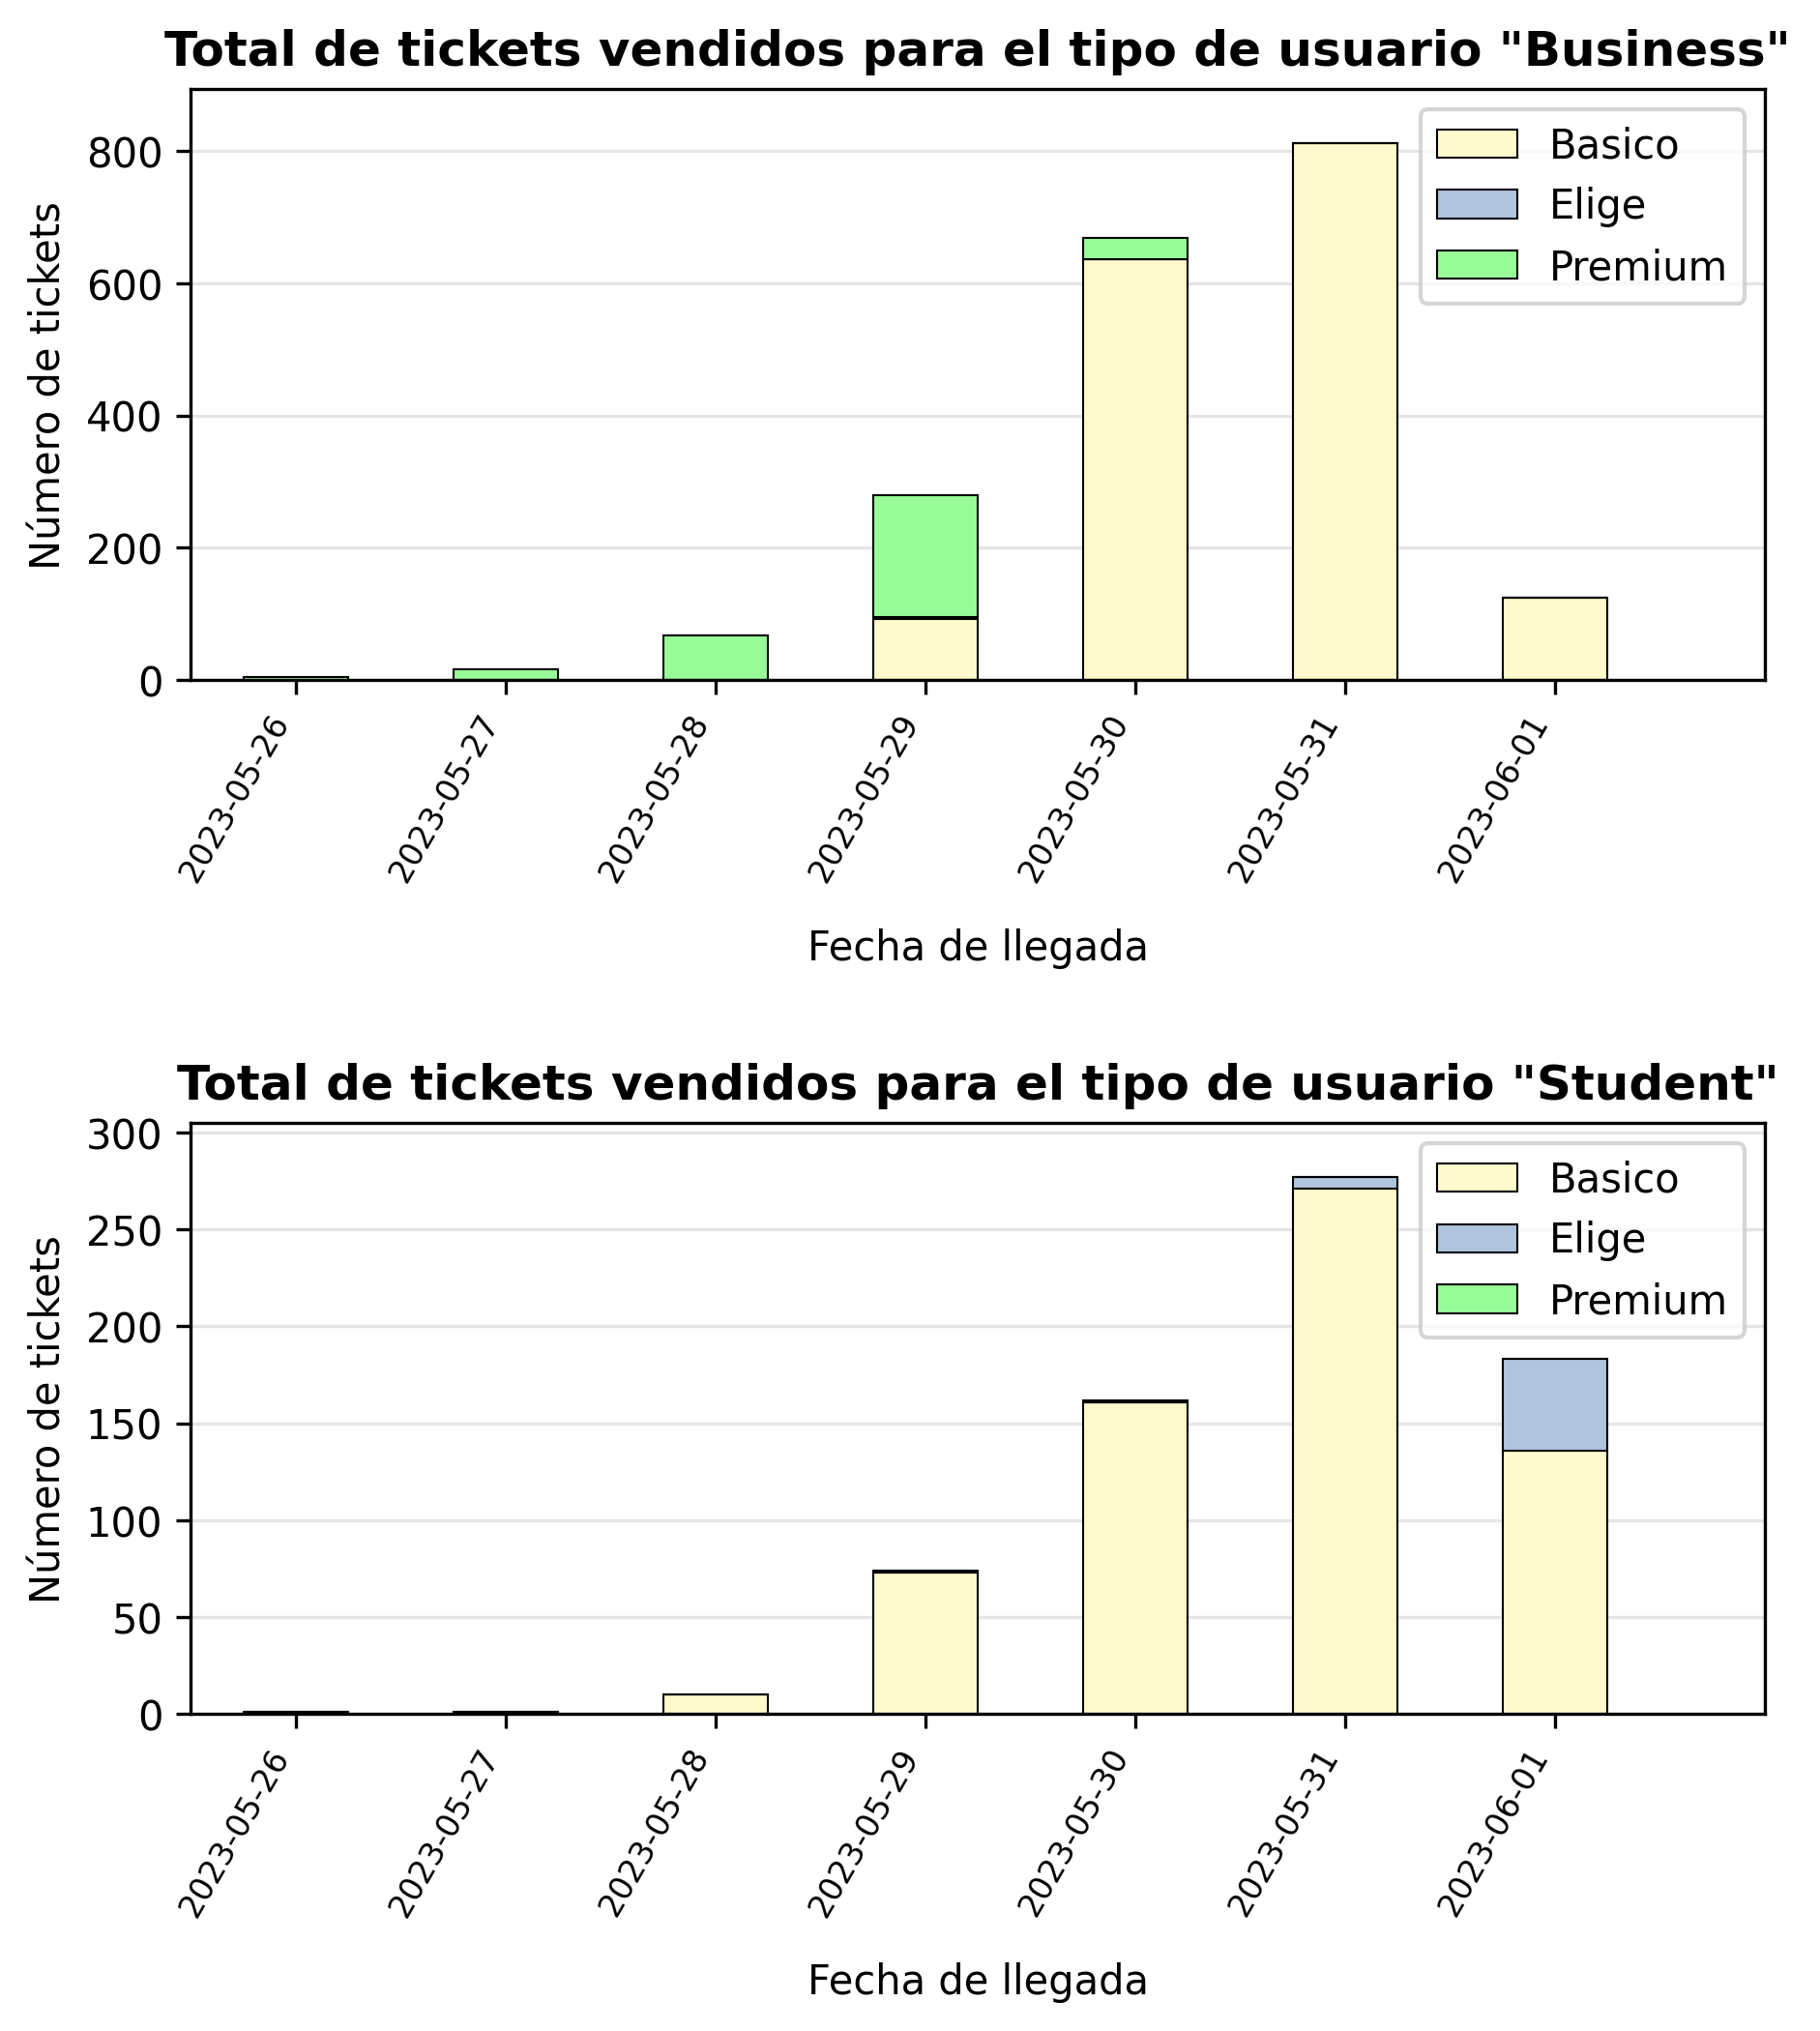 Total de tickets vendidos para el tipo de usuario "Business"
Número de tickets
800
600
400
200
0
Basico
Elige
Premium
2023-05-26
2023-05-27
2023-05-28
2023-05-29
2023-05-30
2023-05-31
2023-06-01
Fecha de llegada
Total de tickets vendidos para el tipo de usuario "Student"
Número de tickets
300
250
200
150
100
50
0
Basico
Elige
Premium
2023-05-26
2023-05-27
2023-05-28
2023-05-29
2023-05-30
2023-05-31
2023-06-01
Fecha de llegada